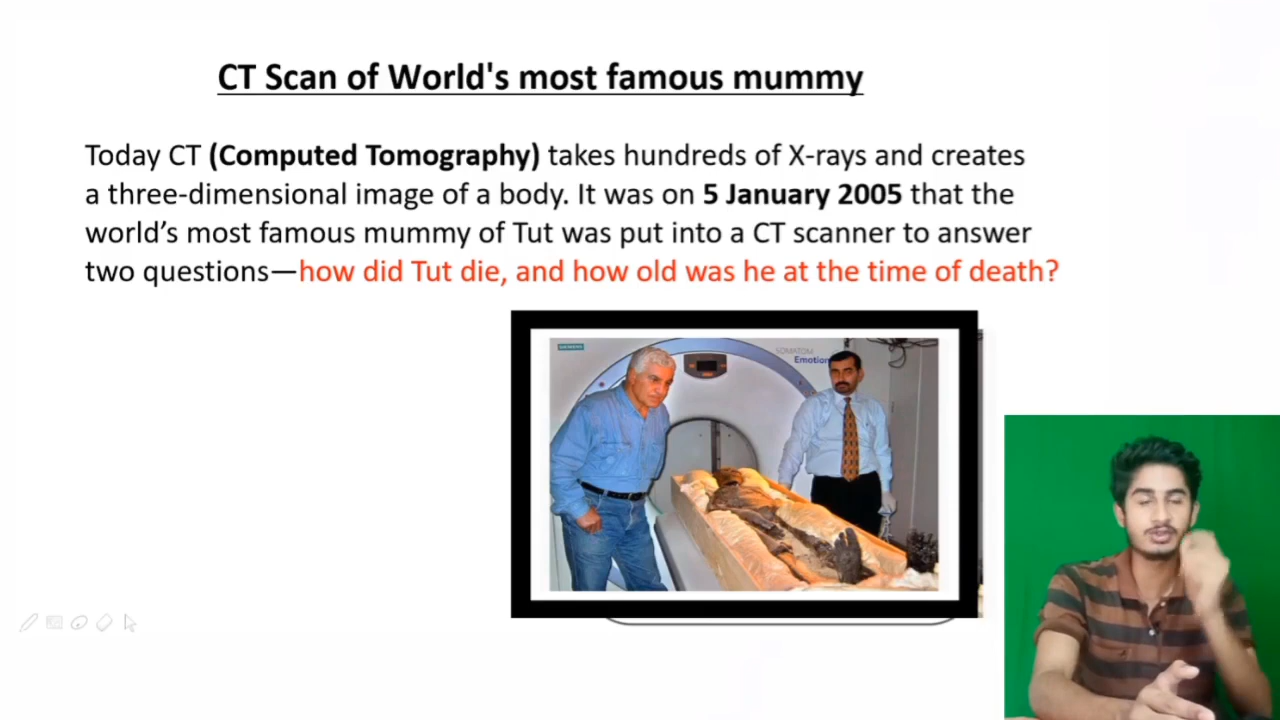 CT Scan of World's most famous mummy
Today CT (Computed Tomography) takes hundreds of X-rays and creates
a three-dimensional image of a body. It was on 5 January 2005 that the
world’s most famous mummy of Tut was put into a CT scanner to answer
two questions—how did Tut die, and how old was he at the time of death?
SIEMENS
SOMATOM
Emotion